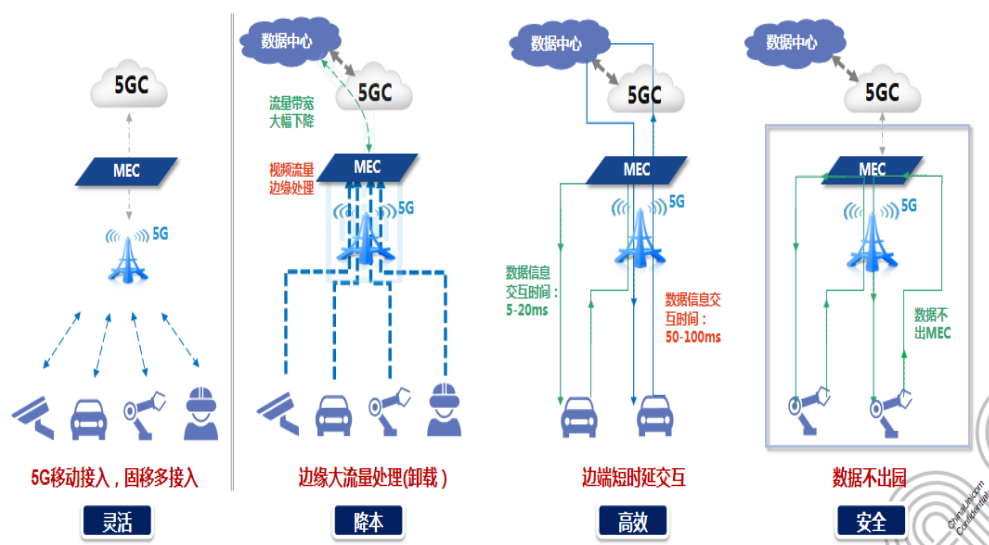 5GC
MEC
5G
5G移动接入，固移多接入
灵活
数据中心
5GC
流量带宽
大幅下降
视频流量
边缘处理
MEC
5G
边缘大流量处理(卸载）
降本
数据中心
5GC
MEC
5G
数据信息
交互时间：
5-20ms
数据信息交
互时间：
50-100ms
边端短时延交互
高效
数据中心
5GC
MEC
5G
数据不
出MEC
数据不出园
安全
ChinaUnicom
Confidential